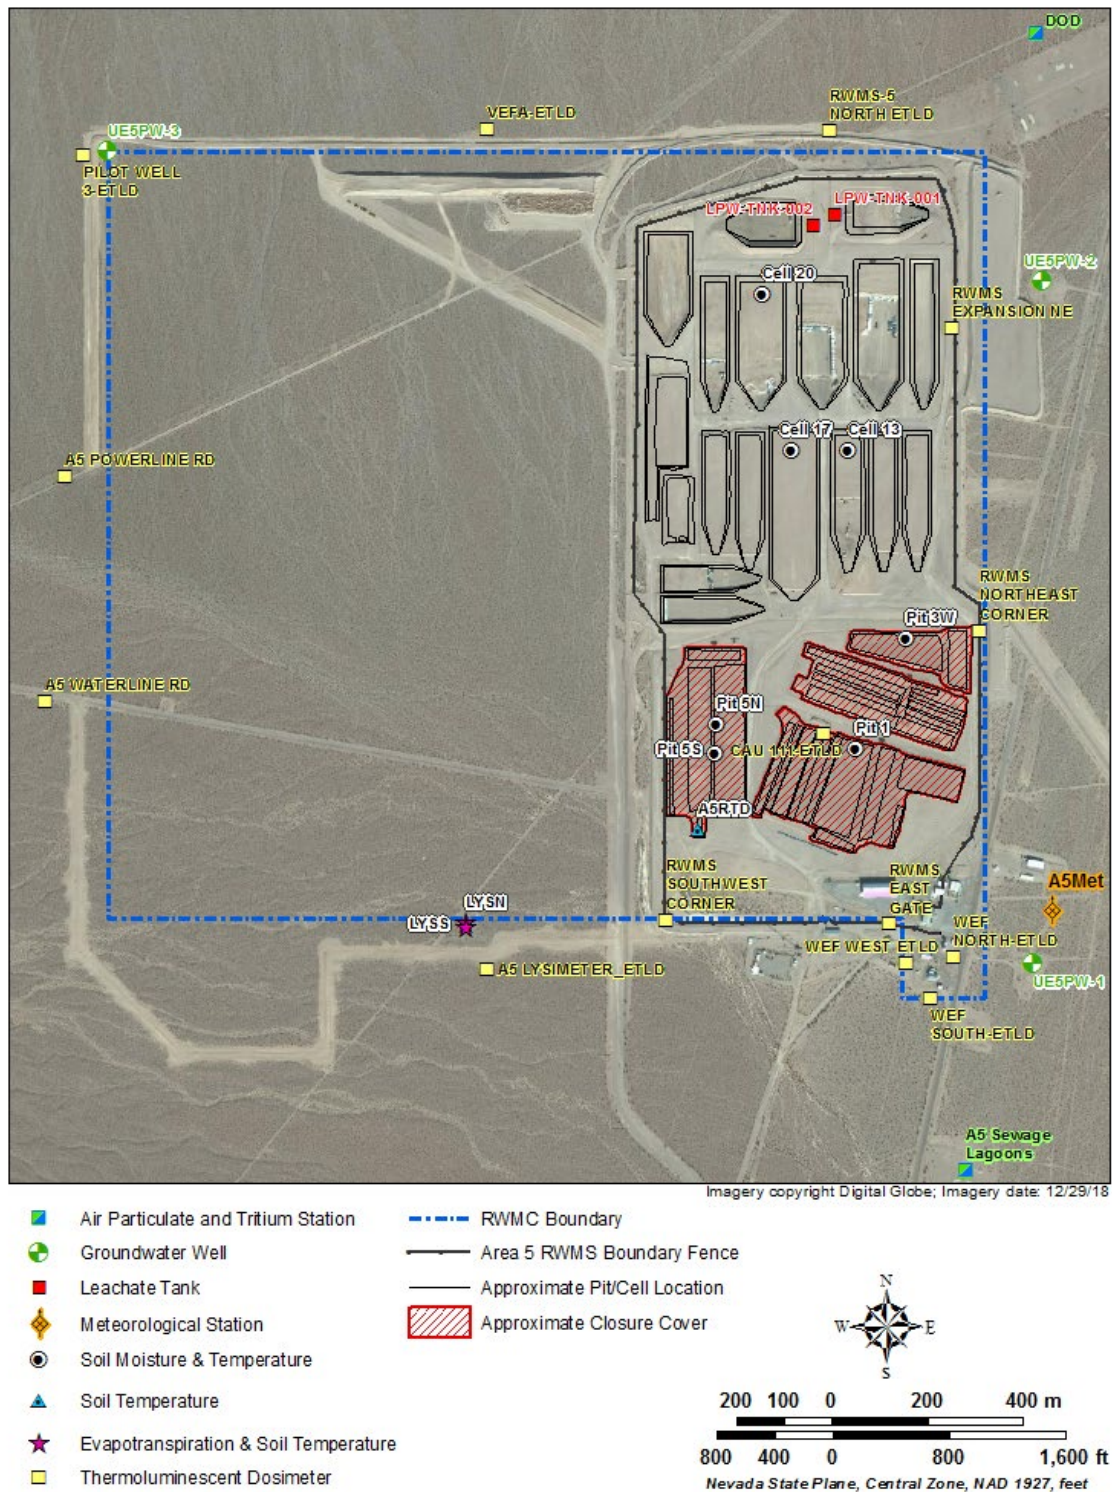 DOD
RWMS-5
NORTH ETLD
VEFA-ETLD
UE5PW-3
PILOT WELL
3-ETLD
LPW-TNK-002
LPW-TNK-001
UE5PW-2
Cell 20
RWMS
EXPANSION NE
Cell 17
Cell 13
A5 POWERLINE RD
RWMS
NORTHEAST
CORNER
Pit 3W
A5 WATERLINE RD
Pit 5N
Pit 1
Pit 5S
CAU 111-ETLD
A5RTD
RWMS
SOUTHWEST
CORNER
RWMS
EAST
GATE
A5Met
LYSN
LYSS
WEF
NORTH-ETLD
WEF WEST ETLD
A5 LYSIMETER_ETLD
UE5PW-1
WEF
SOUTH-ETLD
A5 Sewage
Lagoons
Imagery copyright Digital Globe; Imagery date: 12/29/18
Air Particulate and Tritium Station
Groundwater Well
Leachate Tank
Meteorological Station
Soil Moisture & Temperature
Soil Temperature
Evapotranspiration & Soil Temperature
Thermoluminescent Dosimeter
RWMC Boundary
Area 5 RWMS Boundary Fence
Approximate Pit/Cell Location
Approximate Closure Cover
N
W
E
S
200 100 0 200 400 m
800 400 0 800 1,600 ft
Nevada State Plane, Central Zone, NAD 1927, feet